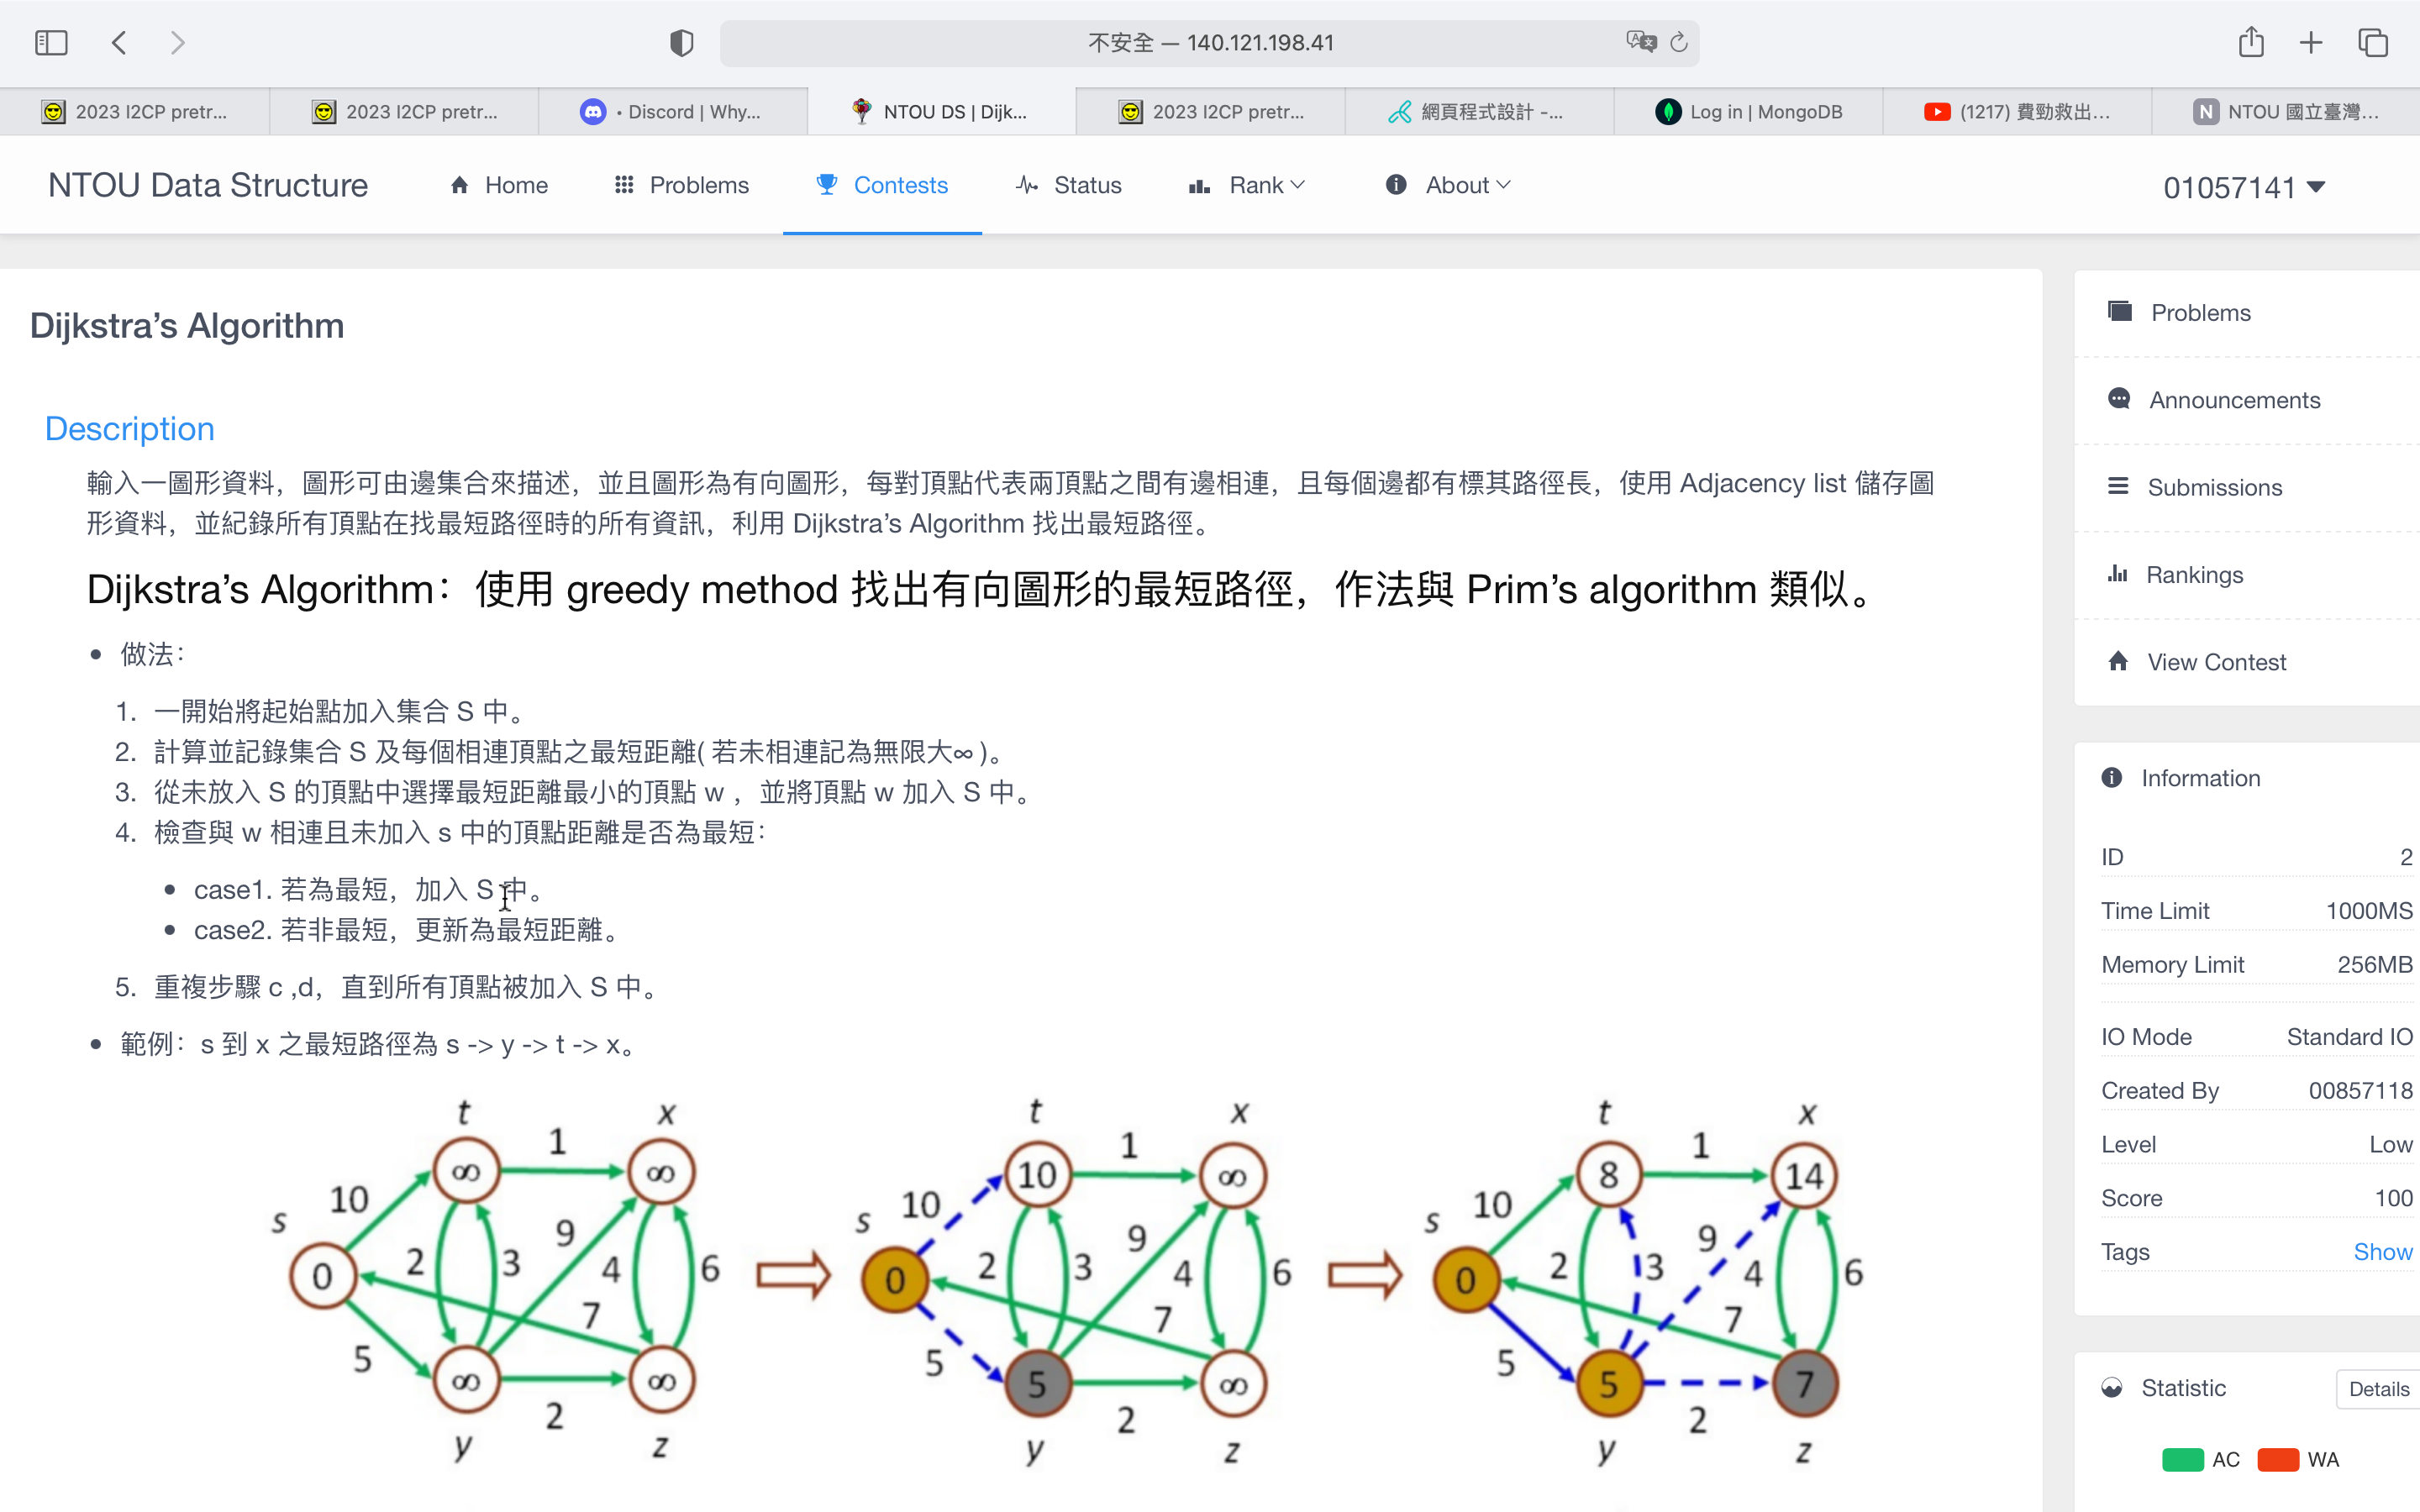 不安全 — 140.121.198.41
2023 I2CP pretr...
2023 I2CP pretr...
• Discord | Why...
NTOU DS | Dijk...
2023 I2CP pretr...
網頁程式設計 -...
Log in | MongoDB
(1217) 費勁救出...
N
NTOU 國立臺灣...
NTOU Data Structure
Home
Problems
Contests
Status
Rank
About
01057141
Dijkstra’s Algorithm
Description
輸入一圖形資料，圖形可由邊集合來描述，並且圖形為有向圖形，每對頂點代表兩頂點之間有邊相連，且每個邊都有標其路徑長，使用 Adjacency list 儲存圖
形資料，並紀錄所有頂點在找最短路徑時的所有資訊，利用 Dijkstra’s Algorithm 找出最短路徑。
Dijkstra’s Algorithm：使用 greedy method 找出有向圖形的最短路徑，作法與 Prim’s algorithm 類似。
• 做法：
1. 一開始將起始點加入集合 S 中。
2. 計算並記錄集合 S 及每個相連頂點之最短距離( 若未相連記為無限大∞ )。
3. 從未放入 S 的頂點中選擇最短距離最小的頂點 w ，並將頂點 w 加入 S 中。
4. 檢查與 w 相連且未加入 s 中的頂點距離是否為最短：
• case1. 若為最短，加入 S 中。
• case2. 若非最短，更新為最短距離。
5. 重複步驟 c ,d，直到所有頂點被加入 S 中。
• 範例：s 到 x 之最短路徑為 s -> y -> t -> x。
t x
1
∞ ∞
10
s
9
2 3 4 6
0
7
5
∞ ∞
2
y z
t x
1
10 ∞
10
s
9
2 3 4 6
0
7
5
5 ∞
2
y z
t x
1
8 14
10
s
9
2 3 4 6
0
7
5
5 7
2
y z
Problems
Announcements
Submissions
Rankings
View Contest
Information
ID 2
Time Limit 1000MS
Memory Limit 256MB
IO Mode Standard IO
Created By 00857118
Level Low
Score 100
Tags Show
Statistic Details
AC WA